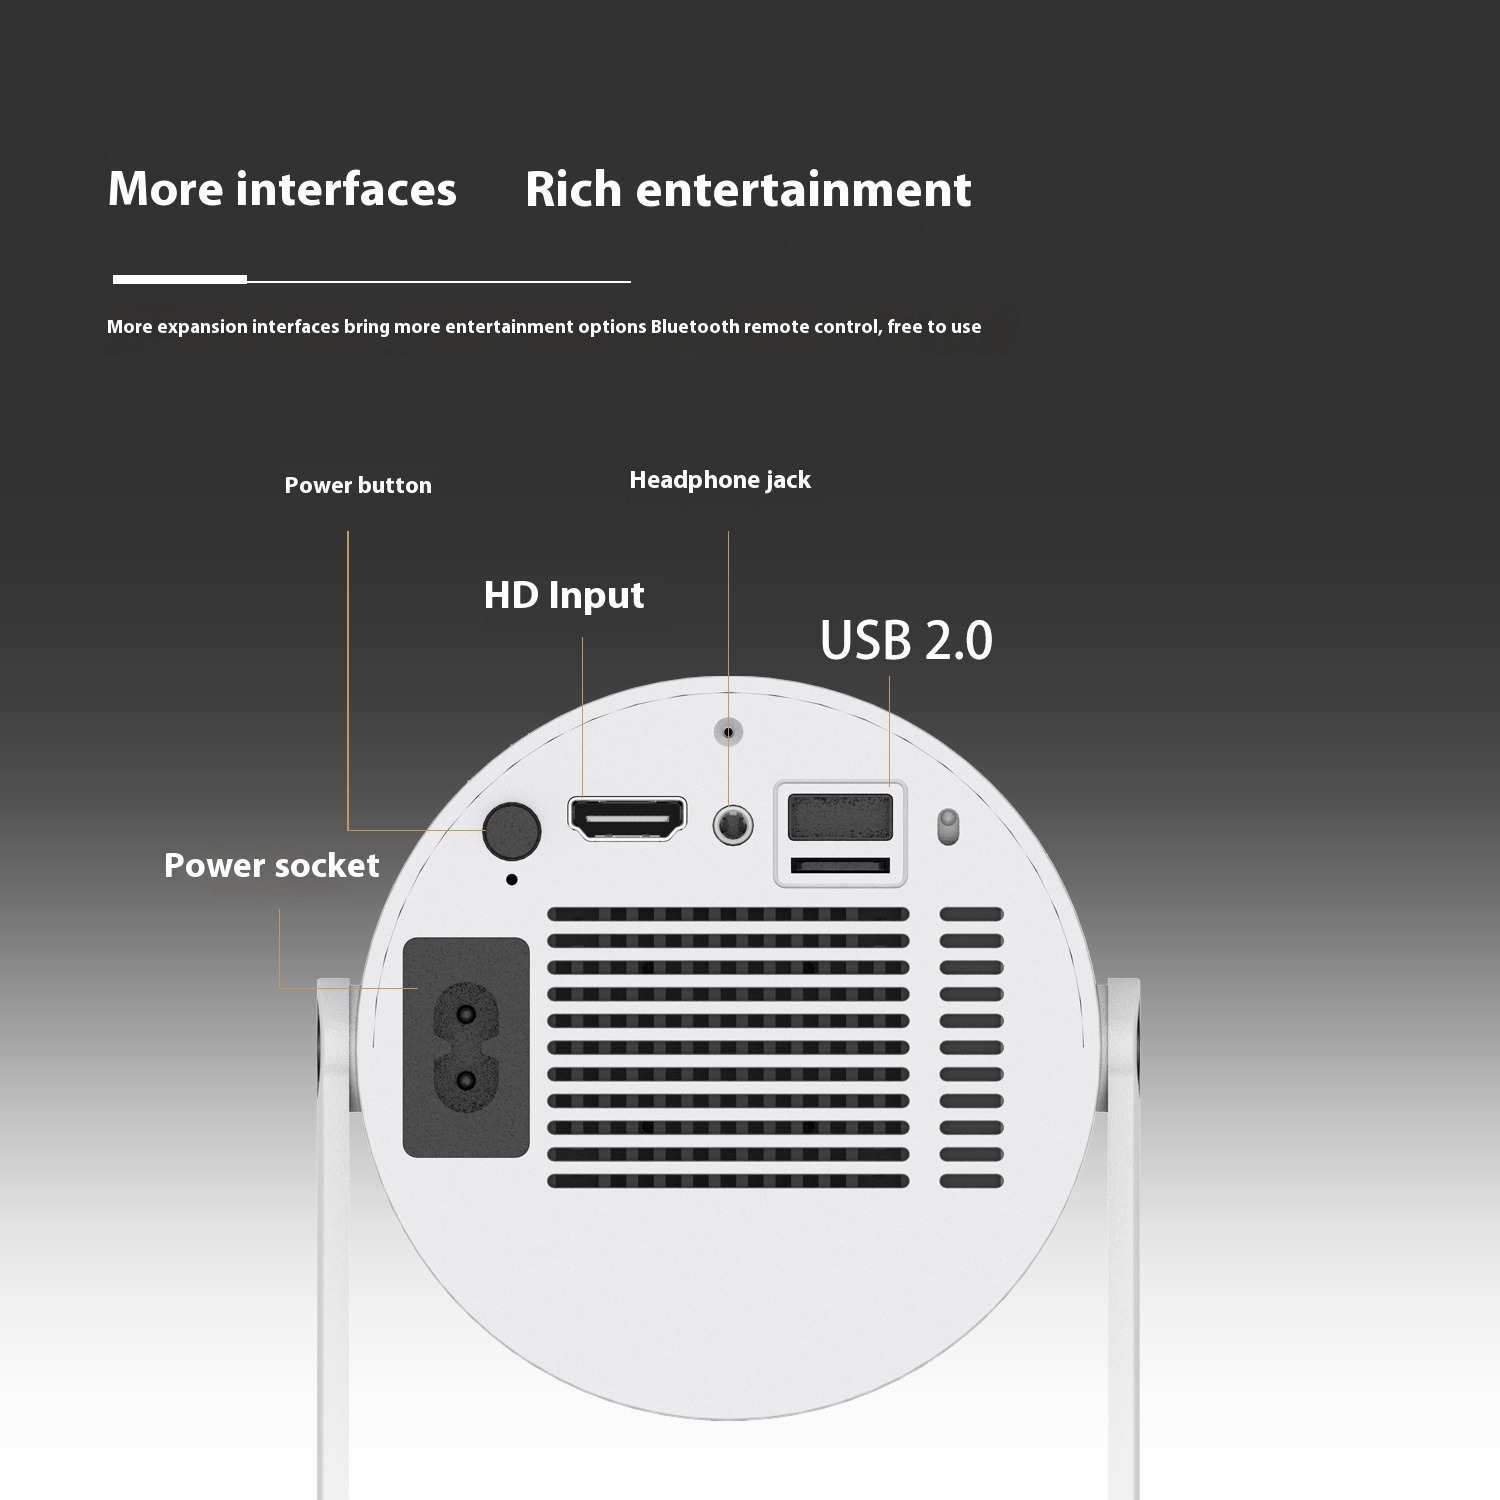 More interfaces Rich entertainment
More expansion interfaces bring more entertainment options Bluetooth remote control, free to use
Power button
Headphone jack
HD Input
USB 2.0
Power socket